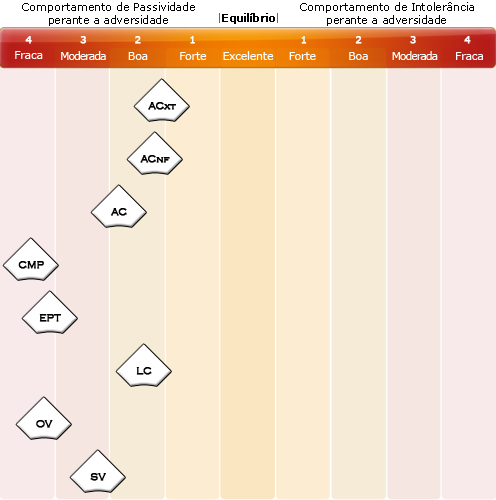 Comportamento de Passividade
perante a adversidade
|Equilíbrio|
Comportamento de Intolerância
perante a adversidade
4 3 2 1 1 2 3 4
Fraca Moderada Boa Forte Excelente Forte Boa Moderada Fraca
ACXT
ACNF
AC
CMP
EPT
LC
OV
SV